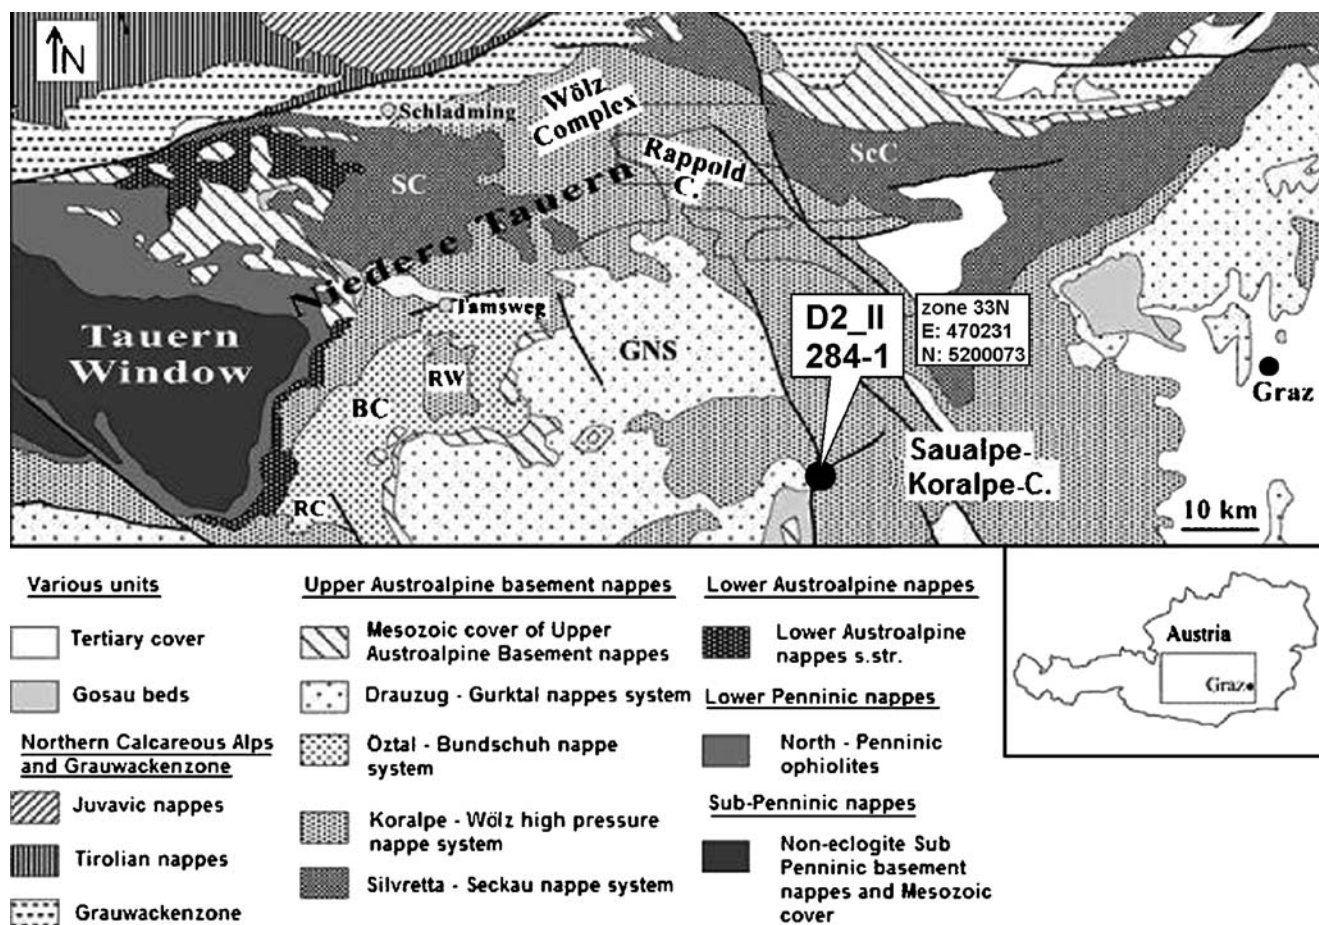 N
Schladming
Wölz
Complex
Rappold
C.
ScC
SC
Niedere Tauern
Tamsweg
Tauern
Window
GNS
RW
BC
RC
D2_II
284-1
zone 33N
E: 470231
N: 5200073
Graz
Saualpe-
Koralpe-C.
10 km
Various units
Tertiary cover
Gosau beds
Northern Calcareous Alps
and Grauwackenzone
Juvavic nappes
Tirolian nappes
Grauwackenzone
Upper Austroalpine basement nappes
Mesozoic cover of Upper
Austroalpine Basement nappes
Drauzug - Gurktal nappes system
Öztal - Bundschuh nappe
system
Koralpe - Wölz high pressure
nappe system
Silvretta - Seckau nappe system
Lower Austroalpine nappes
Lower Austroalpine
nappes s.str.
Lower Penninic nappes
North - Penninic
ophiolites
Sub-Penninic nappes
Non-eclogite Sub
Penninic basement
nappes and Mesozoic
cover
Austria
Graz